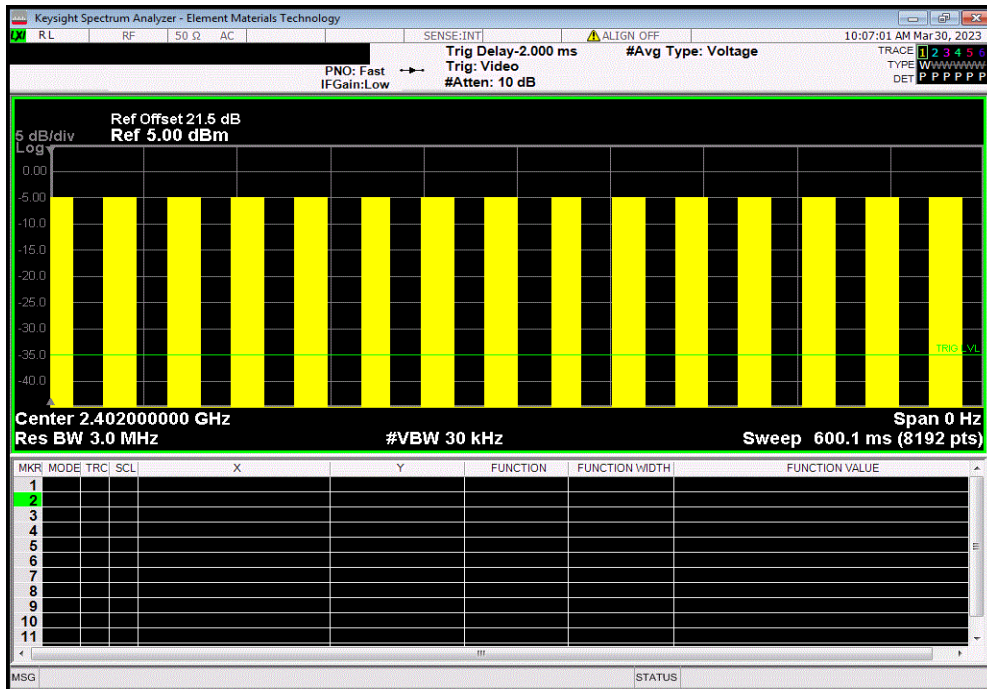 Keysight Spectrum Analyzer - Element Materials Technology
LXI RL RF 50 Ω AC SENSE:INT ALIGN OFF 10:07:01 AM Mar 30, 2023
Trig Delay-2.000 ms #Avg Type: Voltage TRACE 1 2 3 4 5 6
PNO: Fast Trig: Video TYPE WWWWWW
IFGain:Low #Atten: 10 dB DET P P P P P P
Ref Offset 21.5 dB
5 dB/div Ref 5.00 dBm
Log
0.00
-5.00
-10.0
-15.0
-20.0
-25.0
-30.0
-35.0
TRIG LVL
-40.0
Center 2.402000000 GHz Span 0 Hz
Res BW 3.0 MHz #VBW 30 kHz Sweep 600.1 ms (8192 pts)
MKR MODE TRC SCL X Y FUNCTION FUNCTION WIDTH FUNCTION VALUE
1
2
3
4
5
6
7
8
9
10
11
MSG STATUS